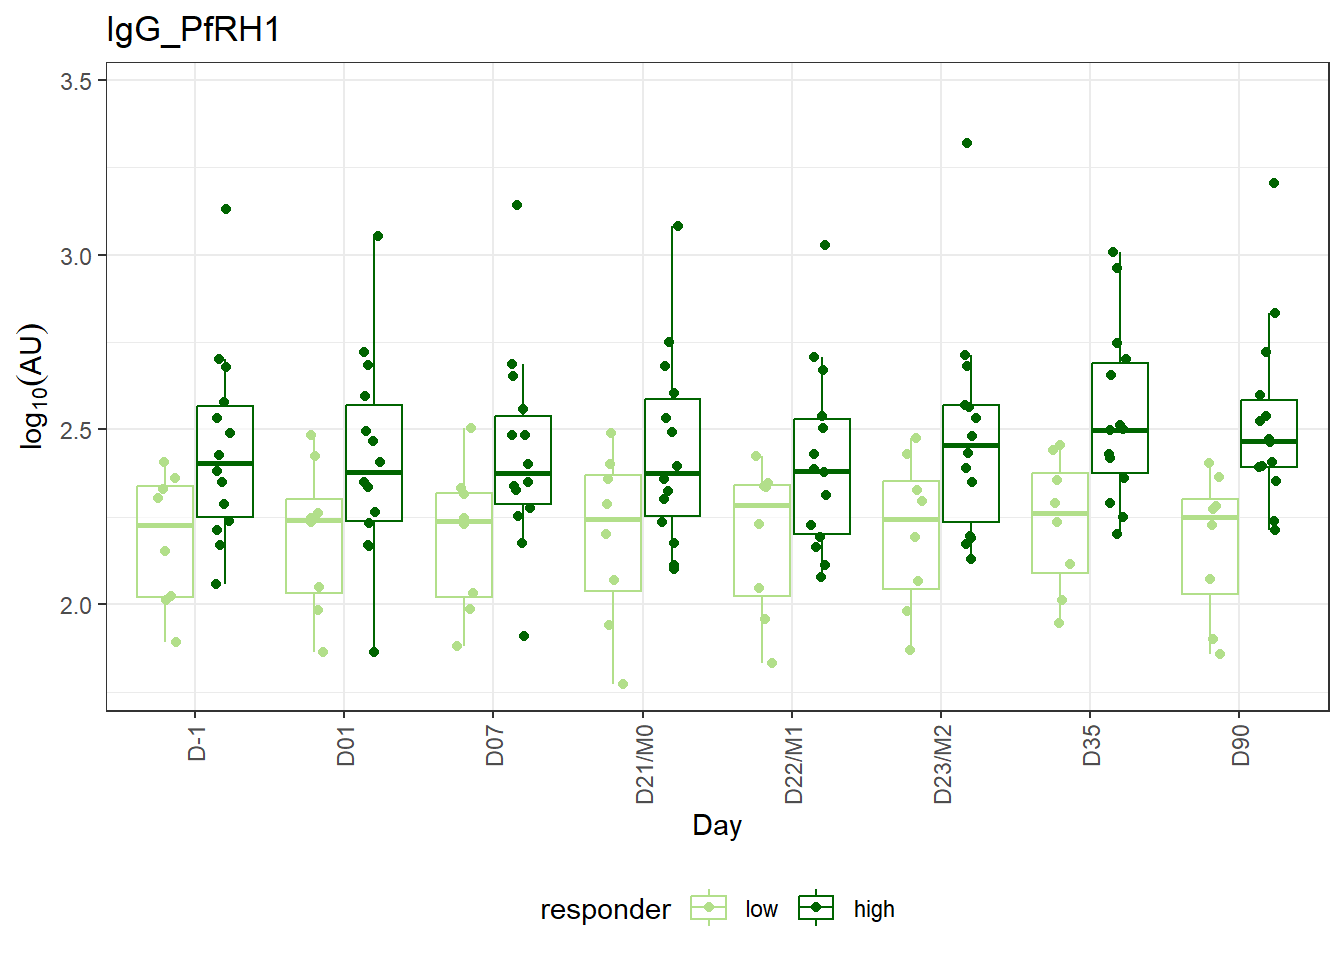 IgG_PfRH1
3.5
3.0
2.5
2.0
log10(AU)
D-1
D01
D07
D21/M0
D22/M1
D23/M2
D35
D90
Day
responder low high